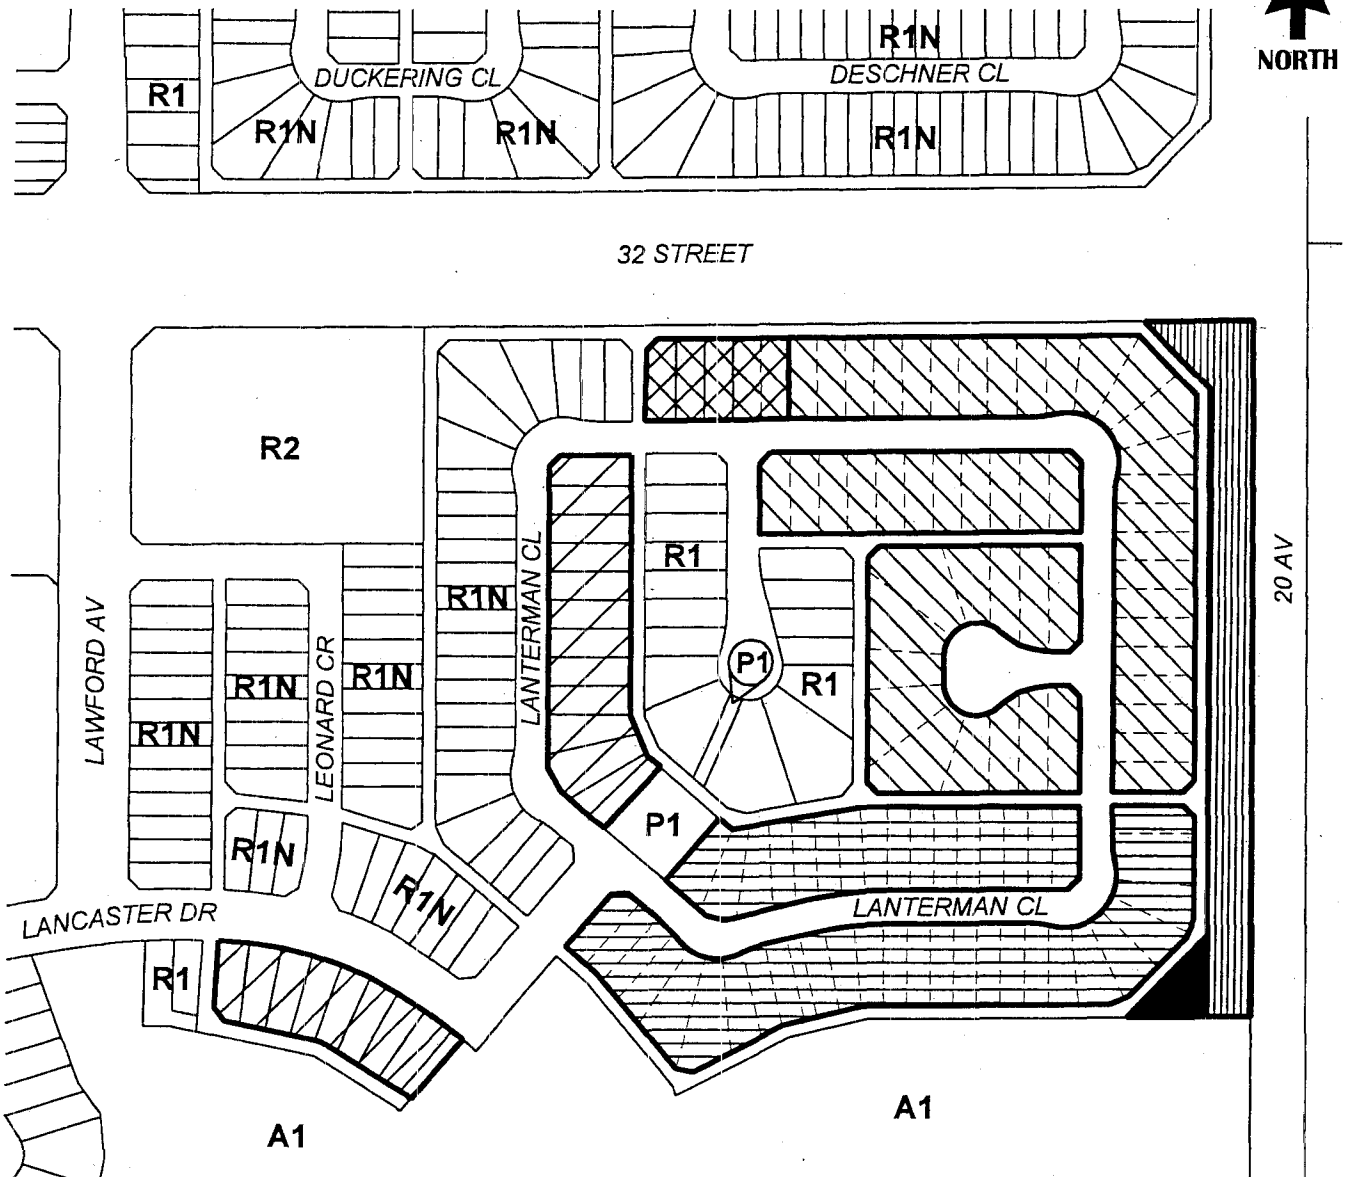 R1N
NORTH
DUCKERING CL
DESCHNER CL
R1
R1N
R1N
R1N
32 STREET
R2
R1
R1N
LANTERMAN CL
20 AV
LAWFORD AV
LEONARD CR
P1
R1
R1N
R1N
R1N
P1
R1N
R1N
LANTERMAN CL
LANCASTER DR
R1
A1
A1